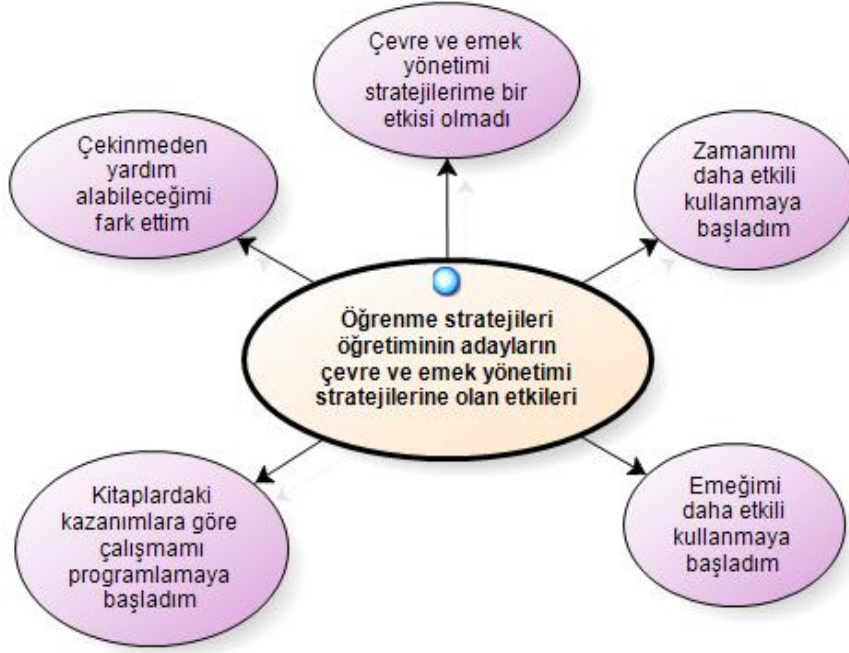 Çevre ve emek
yönetimi
stratejilerime bir
etkisi olmadı
Çekinmeden
yardım
alabileceğimi
fark ettim
Zamanımı
daha etkili
kullanmaya
başladım
Öğrenme stratejileri
öğretiminin adayların
çevre ve emek yönetimi
stratejilerine olan etkileri
Kitaplardaki
kazanımlara göre
çalışmamı
programlamaya
başladım
Emeğimi
daha etkili
kullanmaya
başladım